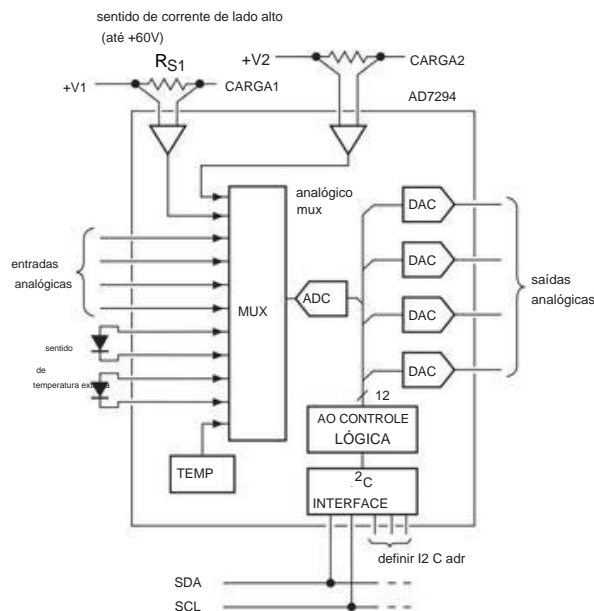 sentido de corrente de lado alto
(até +60V)
RS1
+V1
CARGA1
+V2
CARGA2
AD7294
analógico
mux
DAC
DAC
DAC
DAC
entradas
analógicas
saídas
analógicas
MUX
ADC
sentido
de
temperatura externa
12
AO CONTROLE
LÓGICA
TEMP
2C
INTERFACE
definir I2 C adr
SDA
SCL